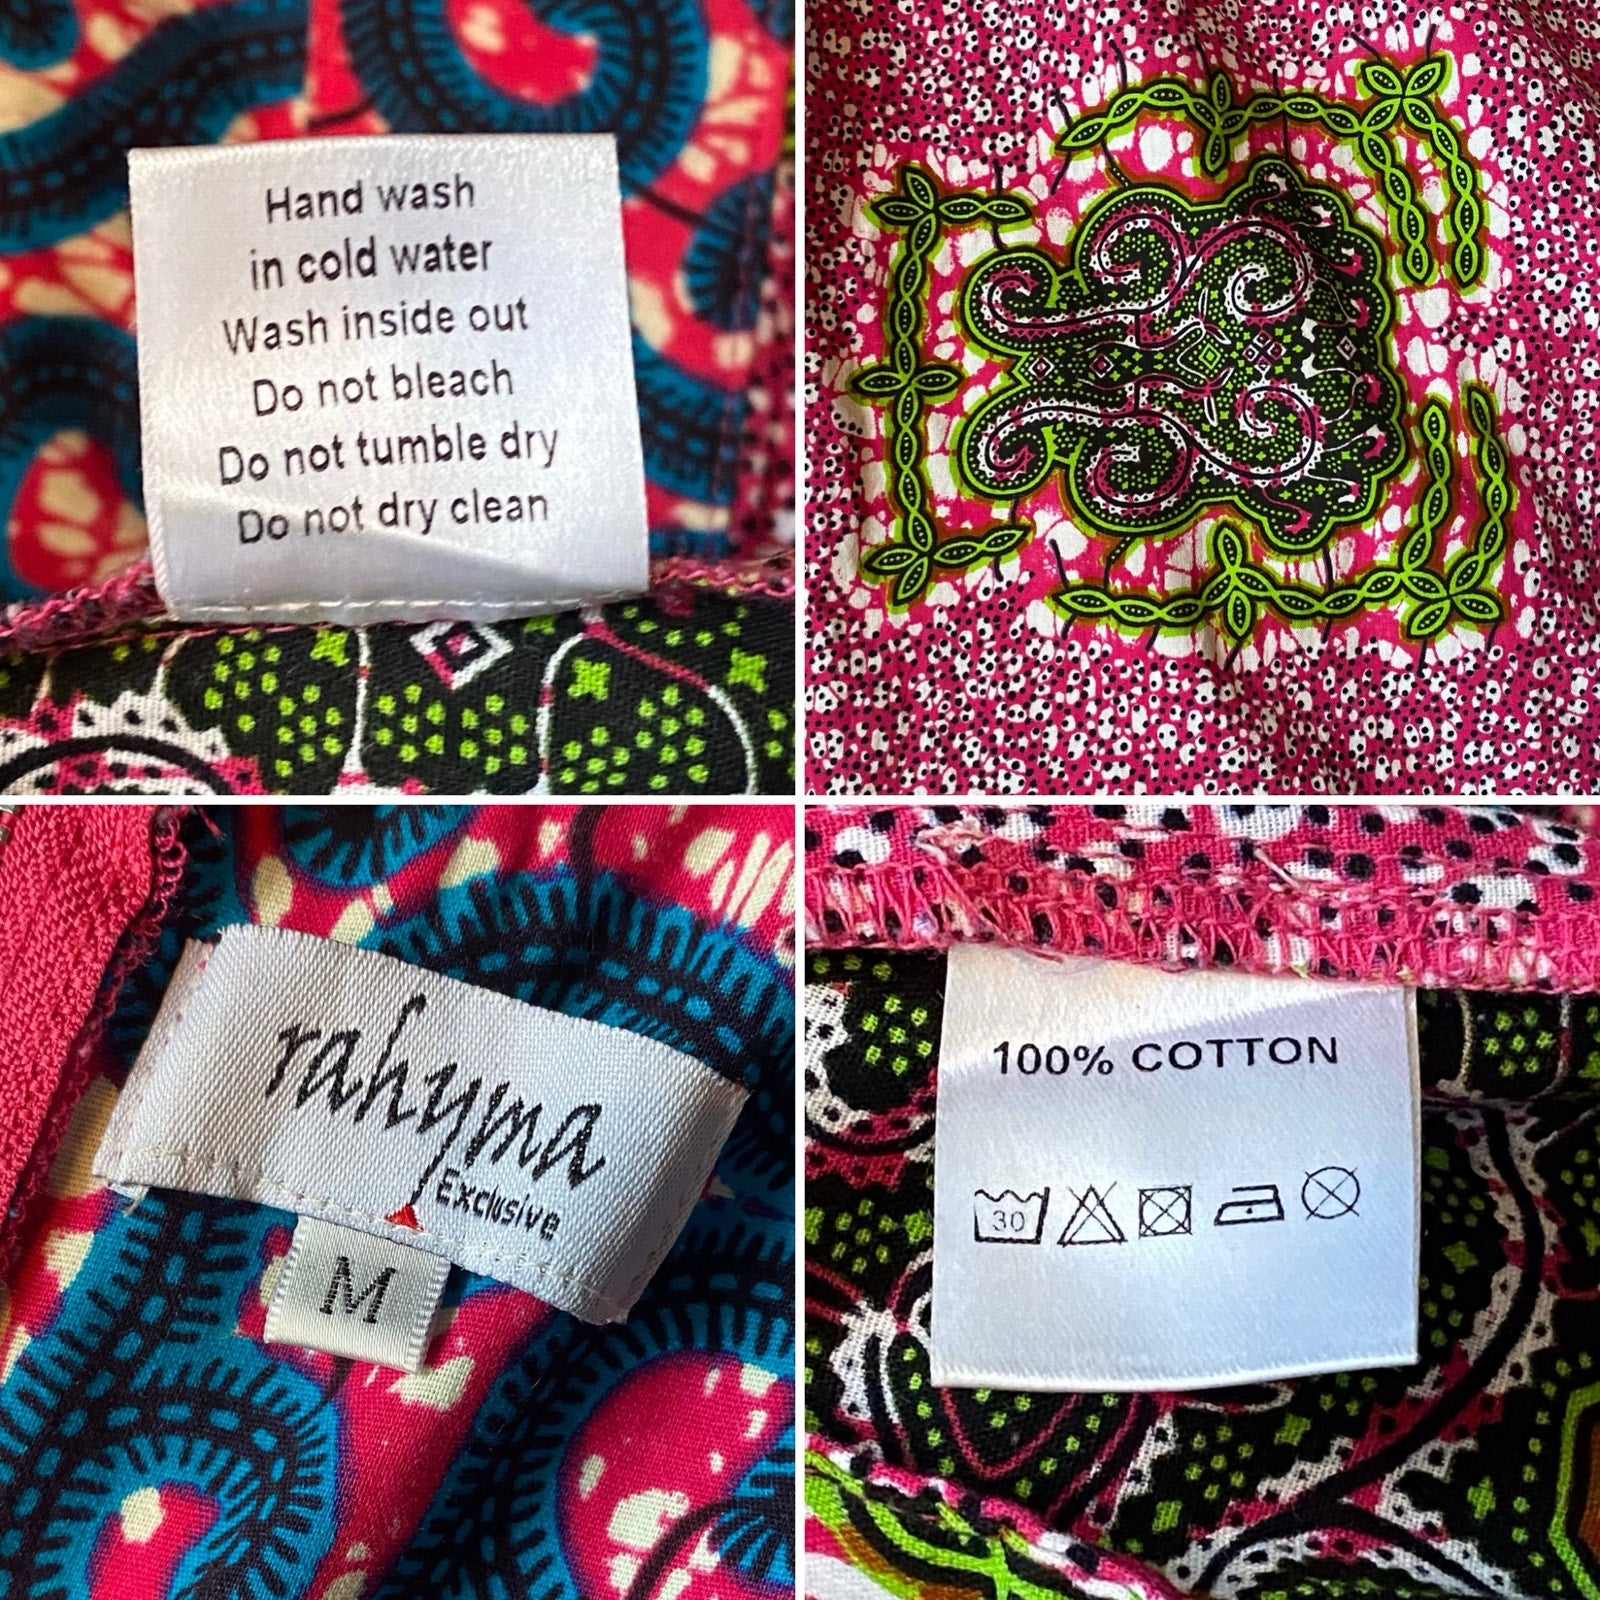 Hand wash
in cold water
Wash inside out
Do not bleach
Do not tumble dry
Do not dry clean
rahyma
Exclusive
M
100% COTTON
30